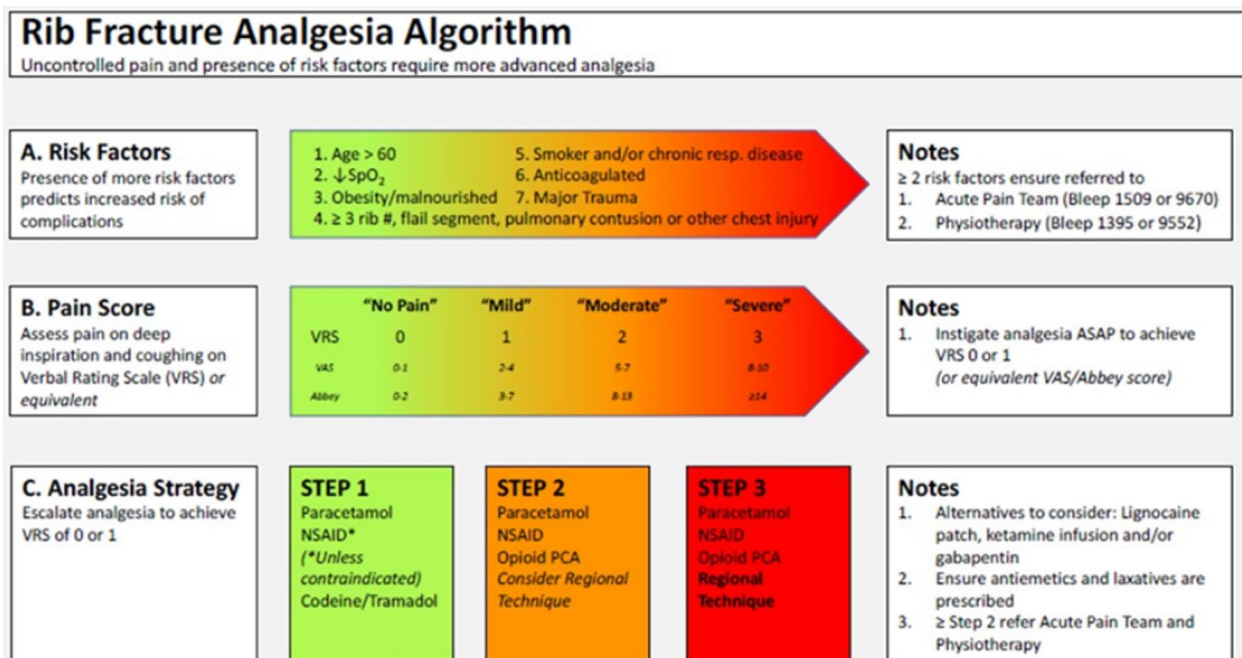 Rib Fracture Analgesia Algorithm
Uncontrolled pain and presence of risk factors require more advanced analgesia
A. Risk Factors
Presence of more risk factors
predicts increased risk of
complications
1. Age > 60
2. ↓SpO₂
3. Obesity/malnourished
4. ≥ 3 rib #, flail segment, pulmonary contusion or other chest injury
5. Smoker and/or chronic resp. disease
6. Anticoagulated
7. Major Trauma
Notes
≥ 2 risk factors ensure referred to
1. Acute Pain Team (Bleep 1509 or 9670)
2. Physiotherapy (Bleep 1395 or 9552)
B. Pain Score
Assess pain on deep
inspiration and coughing on
Verbal Rating Scale (VRS) or
equivalent
"No Pain" "Mild" "Moderate" "Severe"
VRS 0 1 2 3
VAS 0-1 2-4 5-7 8-10
Abbey 0-2 3-7 8-13 ≥14
Notes
1. Instigate analgesia ASAP to achieve
VRS 0 or 1
(or equivalent VAS/Abbey score)
C. Analgesia Strategy
Escalate analgesia to achieve
VRS of 0 or 1
STEP 1
Paracetamol
NSAID*
(*Unless
contraindicated)
Codeine/Tramadol
STEP 2
Paracetamol
NSAID
Opioid PCA
Consider Regional
Technique
STEP 3
Paracetamol
NSAID
Opioid PCA
Regional
Technique
Notes
1. Alternatives to consider: Lignocaine
patch, ketamine infusion and/or
gabapentin
2. Ensure antiemetics and laxatives are
prescribed
3. ≥ Step 2 refer Acute Pain Team and
Physiotherapy